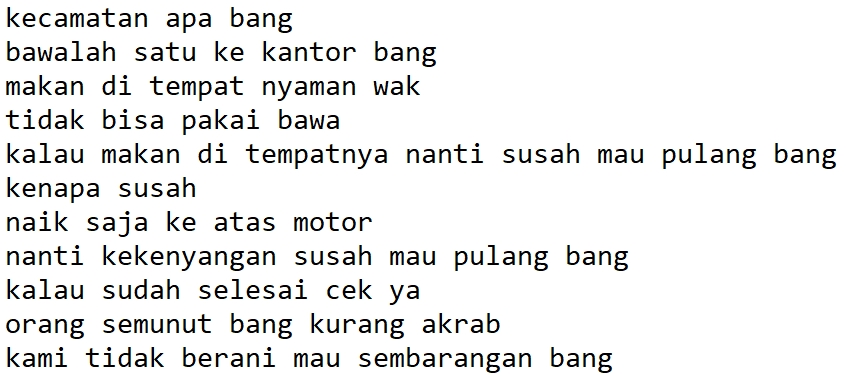 kecamatan apa bang
bawalah satu ke kantor bang
makan di tempat nyaman wak
tidak bisa pakai bawa
kalau makan di tempatnya nanti susah mau pulang bang
kenapa susah
naik saja ke atas motor
nanti kekenyangan susah mau pulang bang
kalau sudah selesai cek ya
orang semunut bang kurang akrab
kami tidak berani mau sembarangan bang